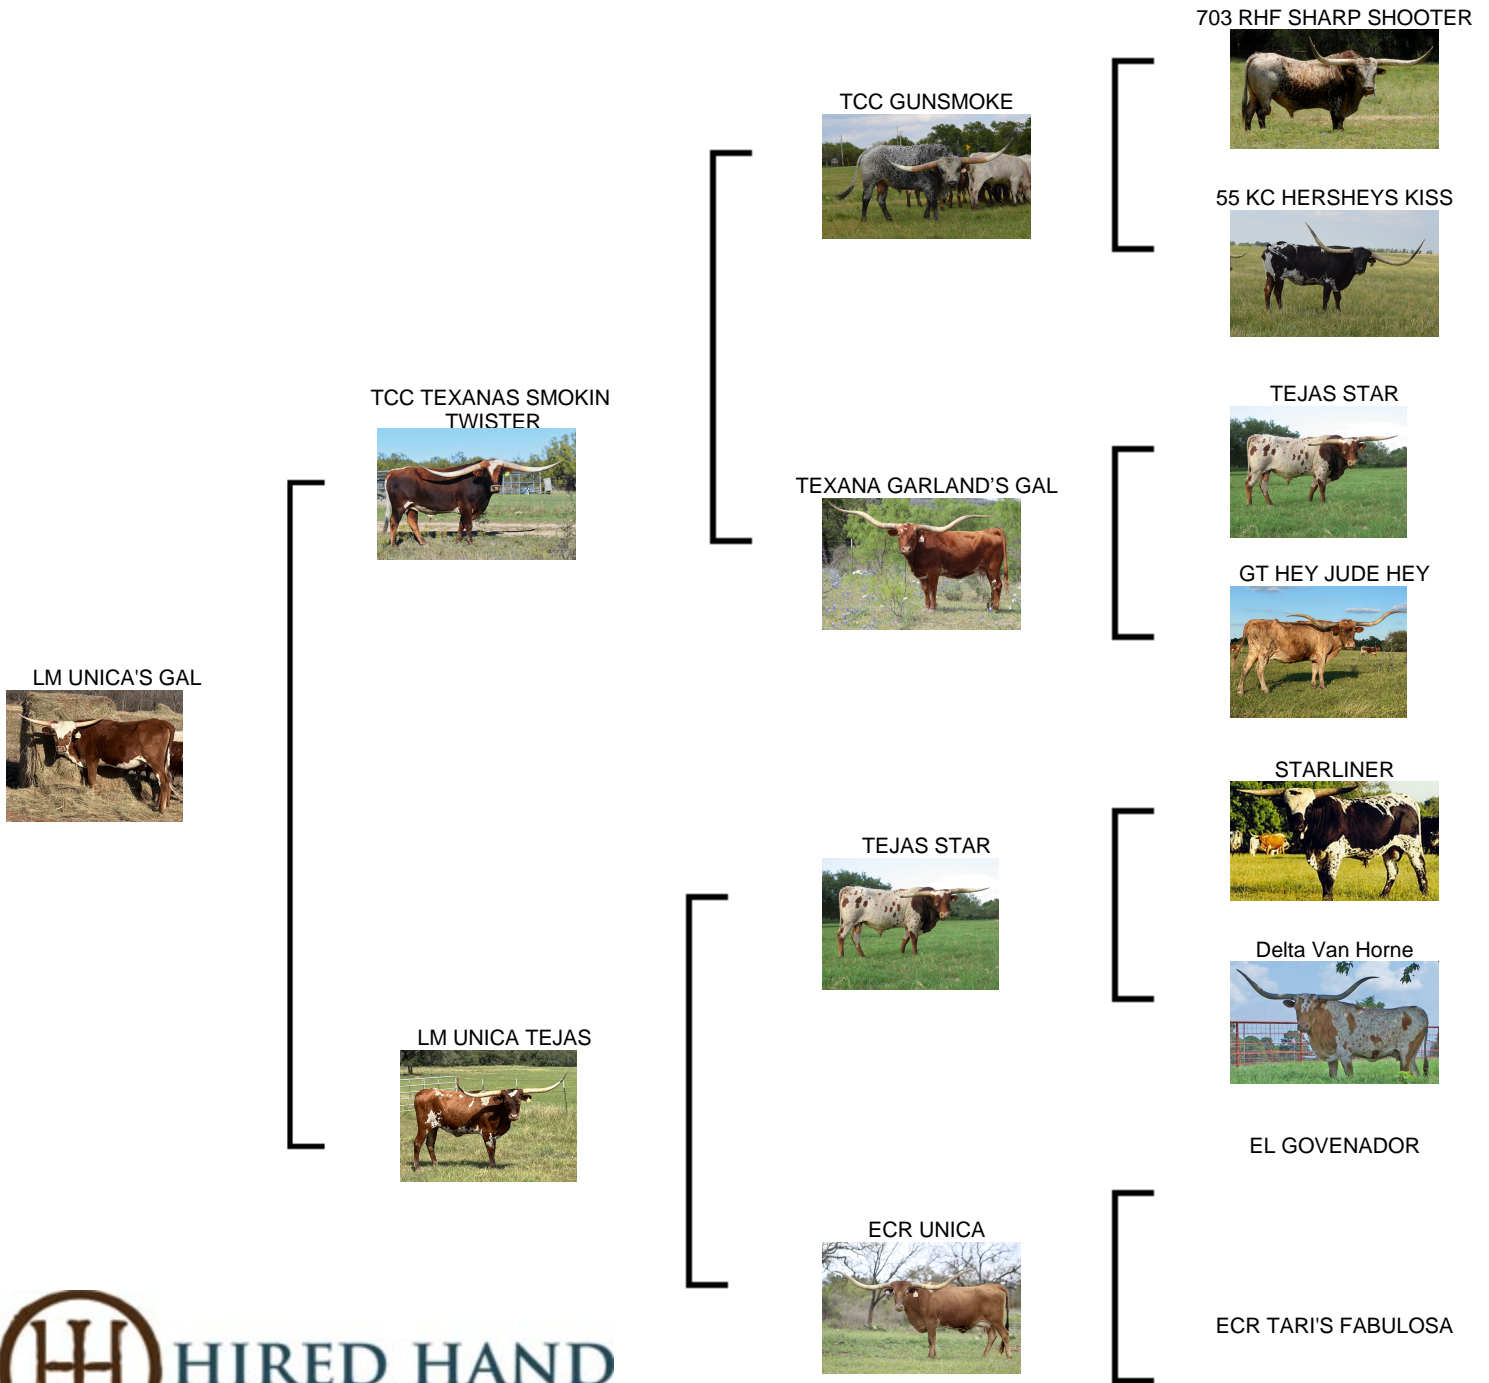 703 RHF SHARP SHOOTER
TCC GUNSMOKE
55 KC HERSHEYS KISS
TCC TEXANAS SMOKIN
TWISTER
TEJAS STAR
TEXANA GARLAND’S GAL
GT HEY JUDE HEY
LM UNICA'S GAL
STARLINER
TEJAS STAR
Delta Van Horne
LM UNICA TEJAS
EL GOVENADOR
ECR UNICA
ECR TARI'S FABULOSA
HIRED HAND